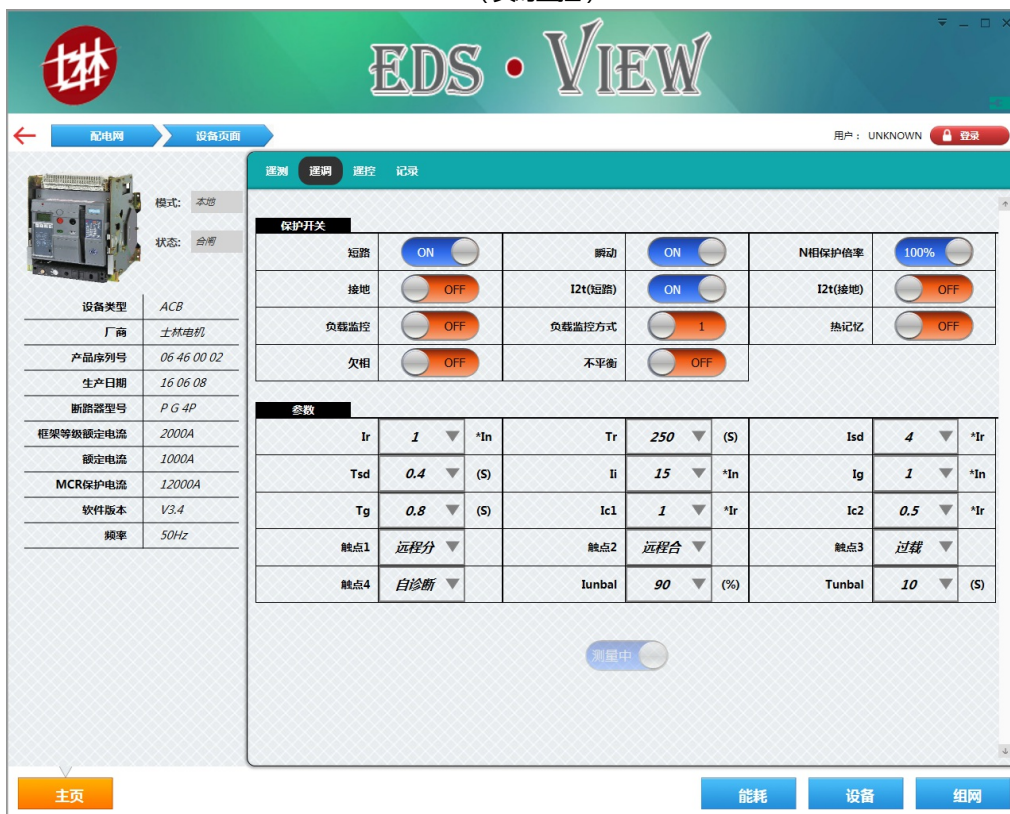 EDS • VIEW
配电网 设备页面 用户： UNKNOWN 登录
遥测 遥调 遥控 记录
模式: 本地
状态: 合闸
设备类型 ACB
厂商 士林电机
产品序列号 06 46 00 02
生产日期 16 06 08
断路器型号 P G 4P
框架等级额定电流 2000A
额定电流 1000A
MCR保护电流 12000A
软件版本 V3.4
频率 50Hz
保护开关
短路 ON 瞬动 ON N相保护倍率 100%
接地 OFF I2t(短路) ON I2t(接地) OFF
负载监控 OFF 负载监控方式 1 热记忆 OFF
欠相 OFF 不平衡 OFF
参数
Ir 1 *In Tr 250 (S) Isd 4 *Ir
Tsd 0.4 (S) Ii 15 *In Ig 1 *In
Tg 0.8 (S) Ic1 1 *Ir Ic2 0.5 *Ir
触点1 远程分 触点2 远程合 触点3 过载
触点4 自诊断 Iunbal 90 (%) Tunbal 10 (S)
测量中
主页 能耗 设备 组网